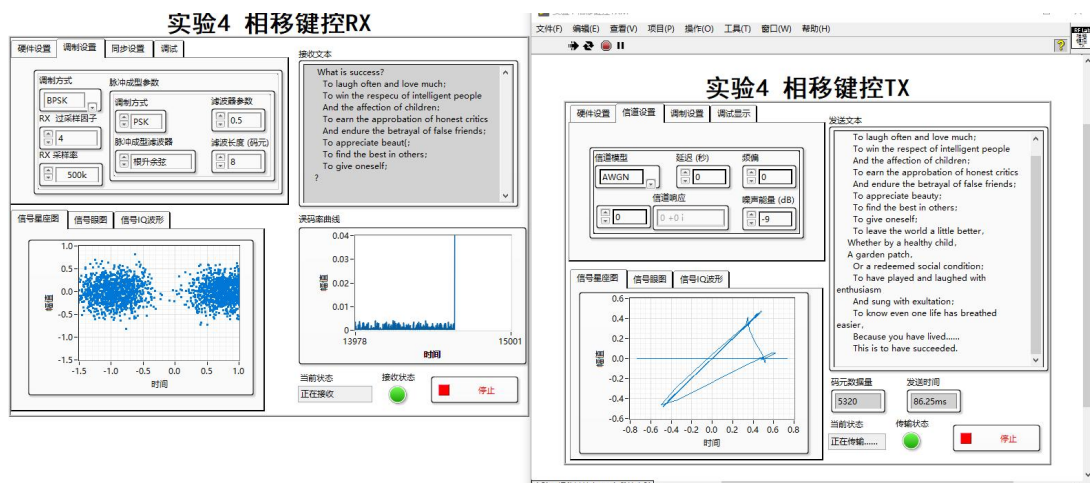 实验4 相移键控RX
硬件设置 调制设置 同步设置 调试
调制方式
BPSK
RX 过采样因子
4
RX 采样率
500k
脉冲成型参数
调制方式
PSK
滤波器参数
0.5
脉冲成型滤波器
根升余弦
滤波长度 (码元)
8
接收文本
What is success?
To laugh often and love much;
To win the respecu of intelligent people
And the affection of children;
To earn the approbation of honest critics
And endure the betrayal of false friends;
To appreciate beaut(;
To find the best in others;
To give oneself;
?
信号星座图 信号眼图 信号IQ波形
幅值
1.0
0.5
0.0
-0.5
-1.0
-1.5
-1.5 -1.0 -0.5 0.0 0.5 1.0
时间
误码率曲线
幅值
0.04
0.03
0.02
0.01
0
13978 15001
时间
当前状态
正在接收
接收状态
停止
文件(F) 编辑(E) 查看(V) 项目(P) 操作(O) 工具(T) 窗口(W) 帮助(H)
?
实验4 相移键控TX
硬件设置 信道设置 调制设置 调试显示
信道模型
AWGN
延迟 (秒)
0
频偏
0
信道响应
0
0 +0 i
噪声能量 (dB)
-9
发送文本
To laugh often and love much;
To win the respect of intelligent people
And the affection of children;
To earn the approbation of honest critics
And endure the betrayal of false friends;
To appreciate beauty;
To find the best in others;
To give oneself;
To leave the world a little better,
Whether by a healthy child,
A garden patch,
Or a redeemed social condition;
To have played and laughed with
enthusiasm
And sung with exultation;
To know even one life has breathed
easier,
Because you have lived......
This is to have succeeded.
信号星座图 信号眼图 信号IQ波形
幅值
0.6
0.4
0.2
0.0
-0.2
-0.4
-0.6
-0.8 -0.6 -0.4 -0.2 0.0 0.2 0.4 0.6 0.8
时间
码元数据量
5320
发送时间
86.25ms
当前状态
正在传输......
传输状态
停止